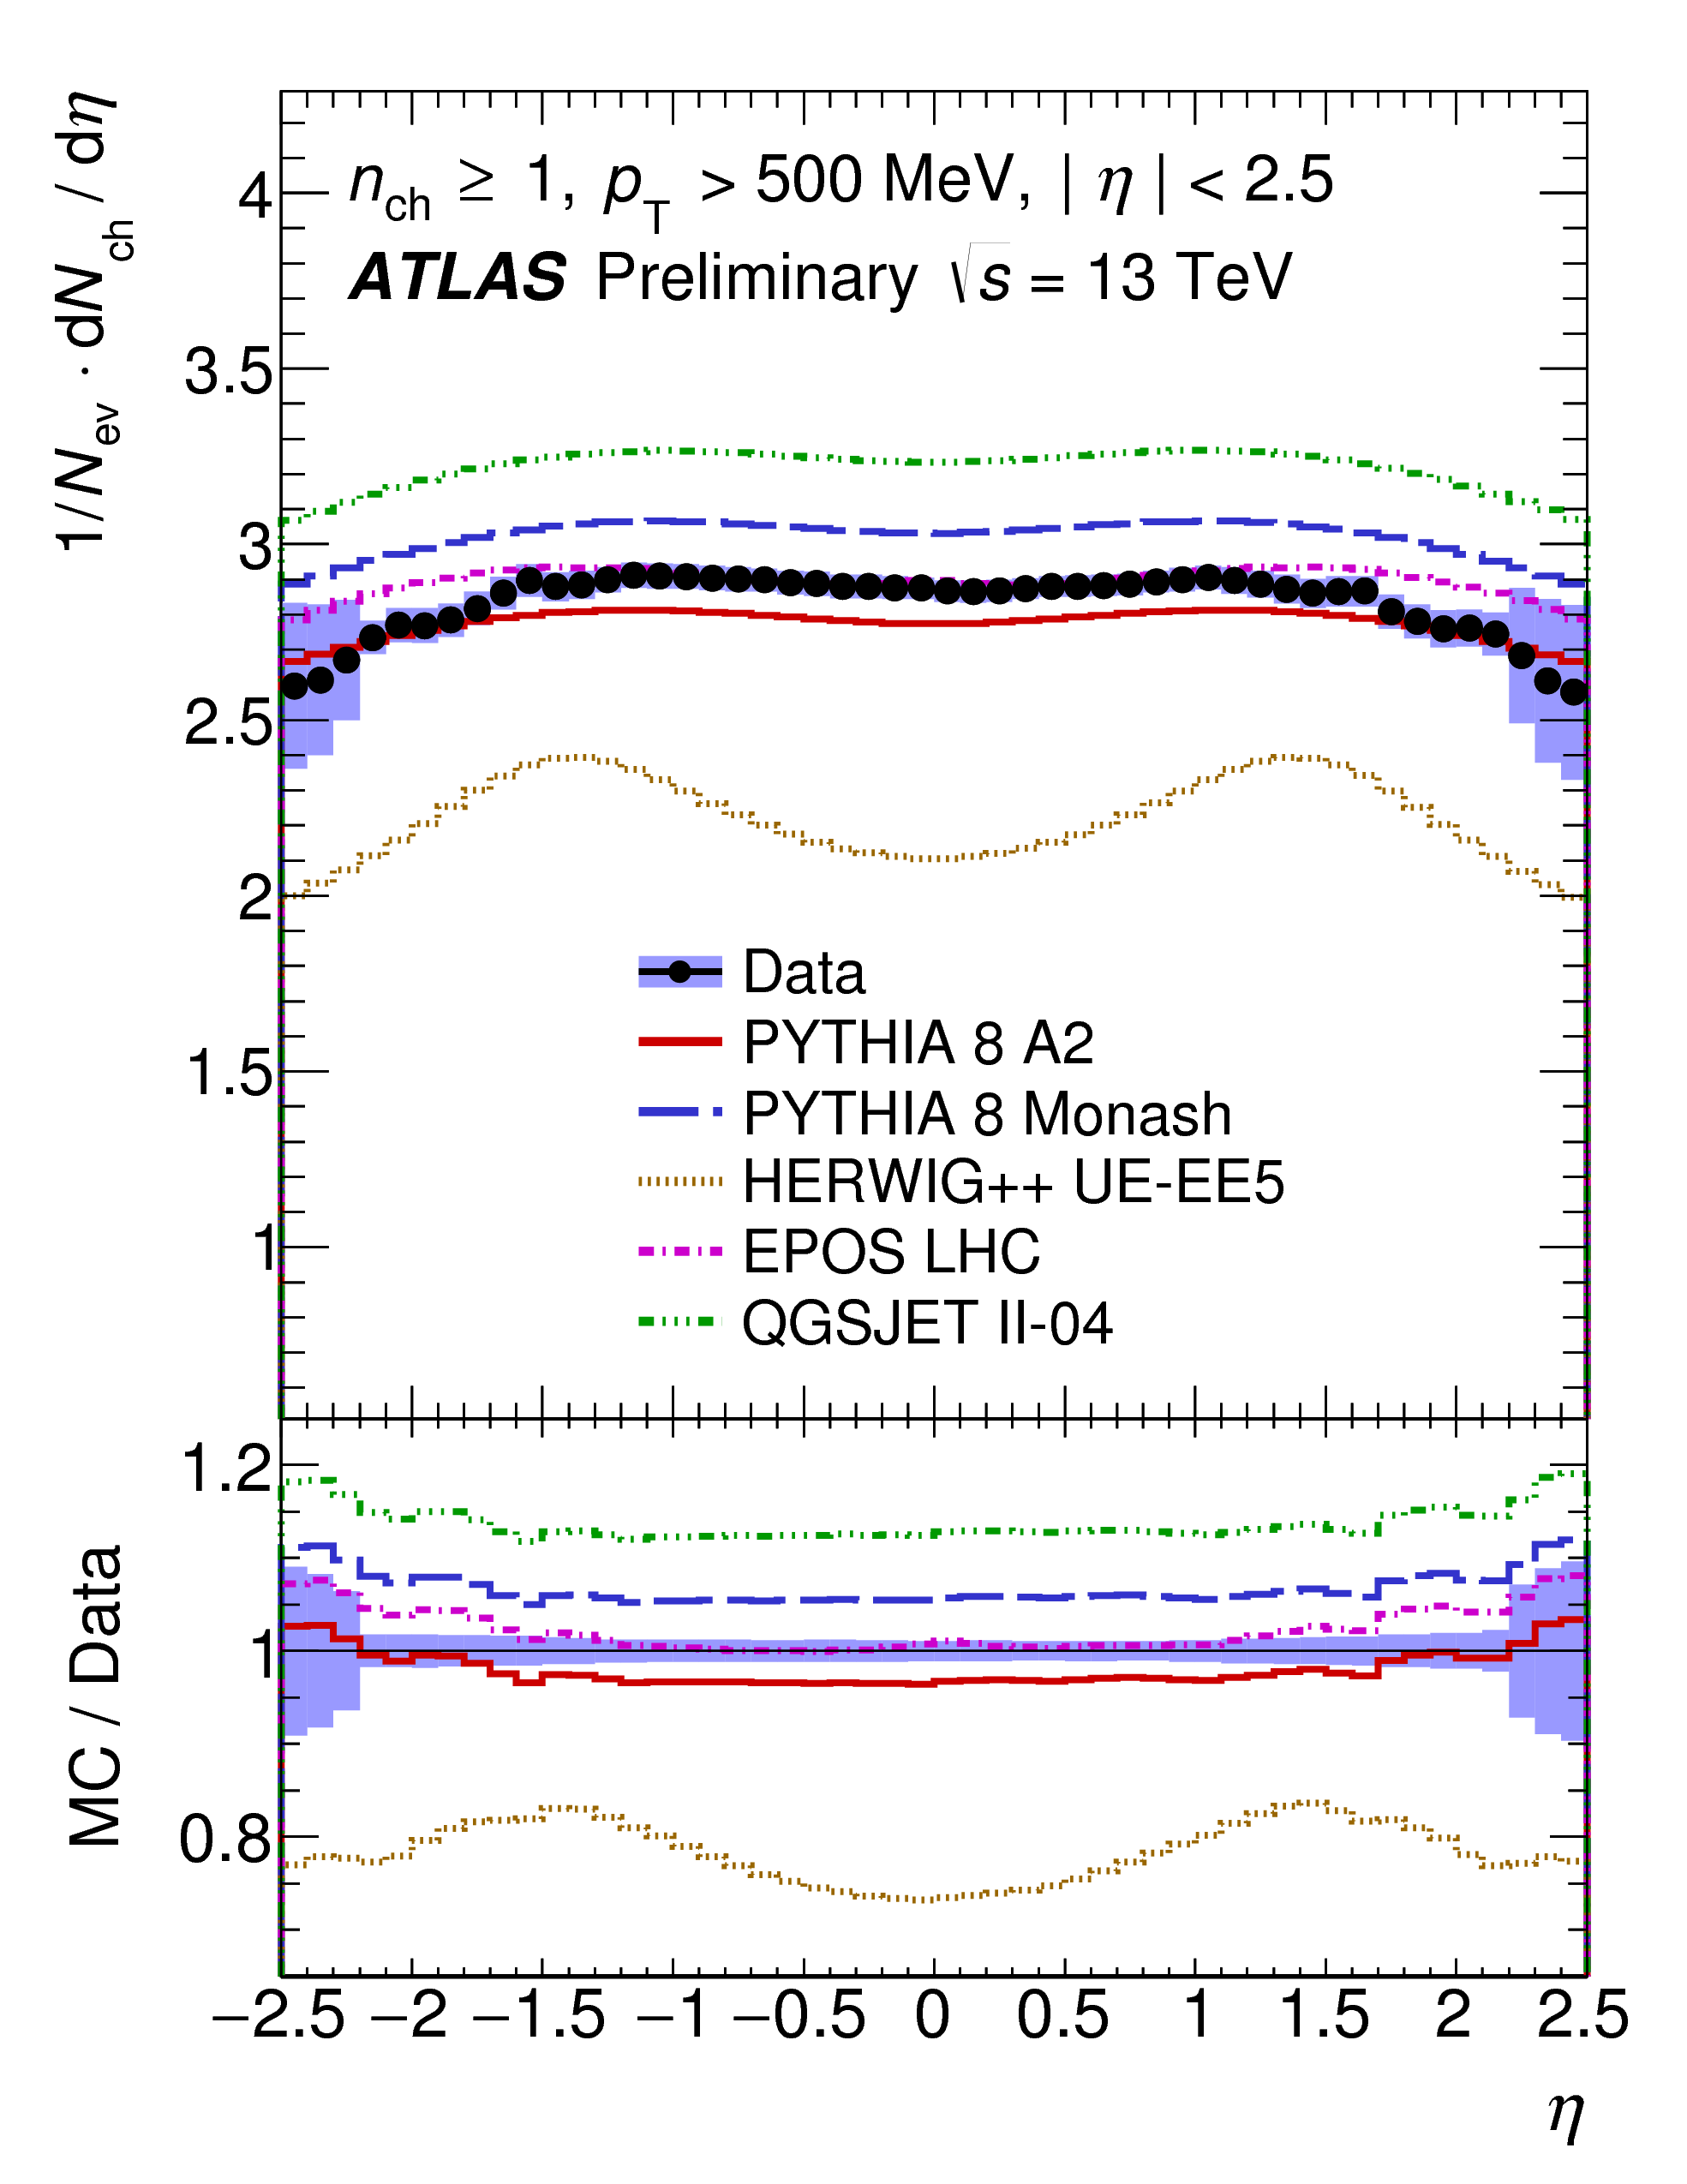 1/N_ev · dN_ch / dη
4
3.5
3
2.5
2
1.5
1
n_ch ≥ 1, p_T > 500 MeV, | η | < 2.5
ATLAS Preliminary √s = 13 TeV
Data
PYTHIA 8 A2
PYTHIA 8 Monash
HERWIG++ UE-EE5
EPOS LHC
QGSJET II-04
MC / Data
1.2
1
0.8
−2.5 −2 −1.5 −1 −0.5 0 0.5 1 1.5 2 2.5
η